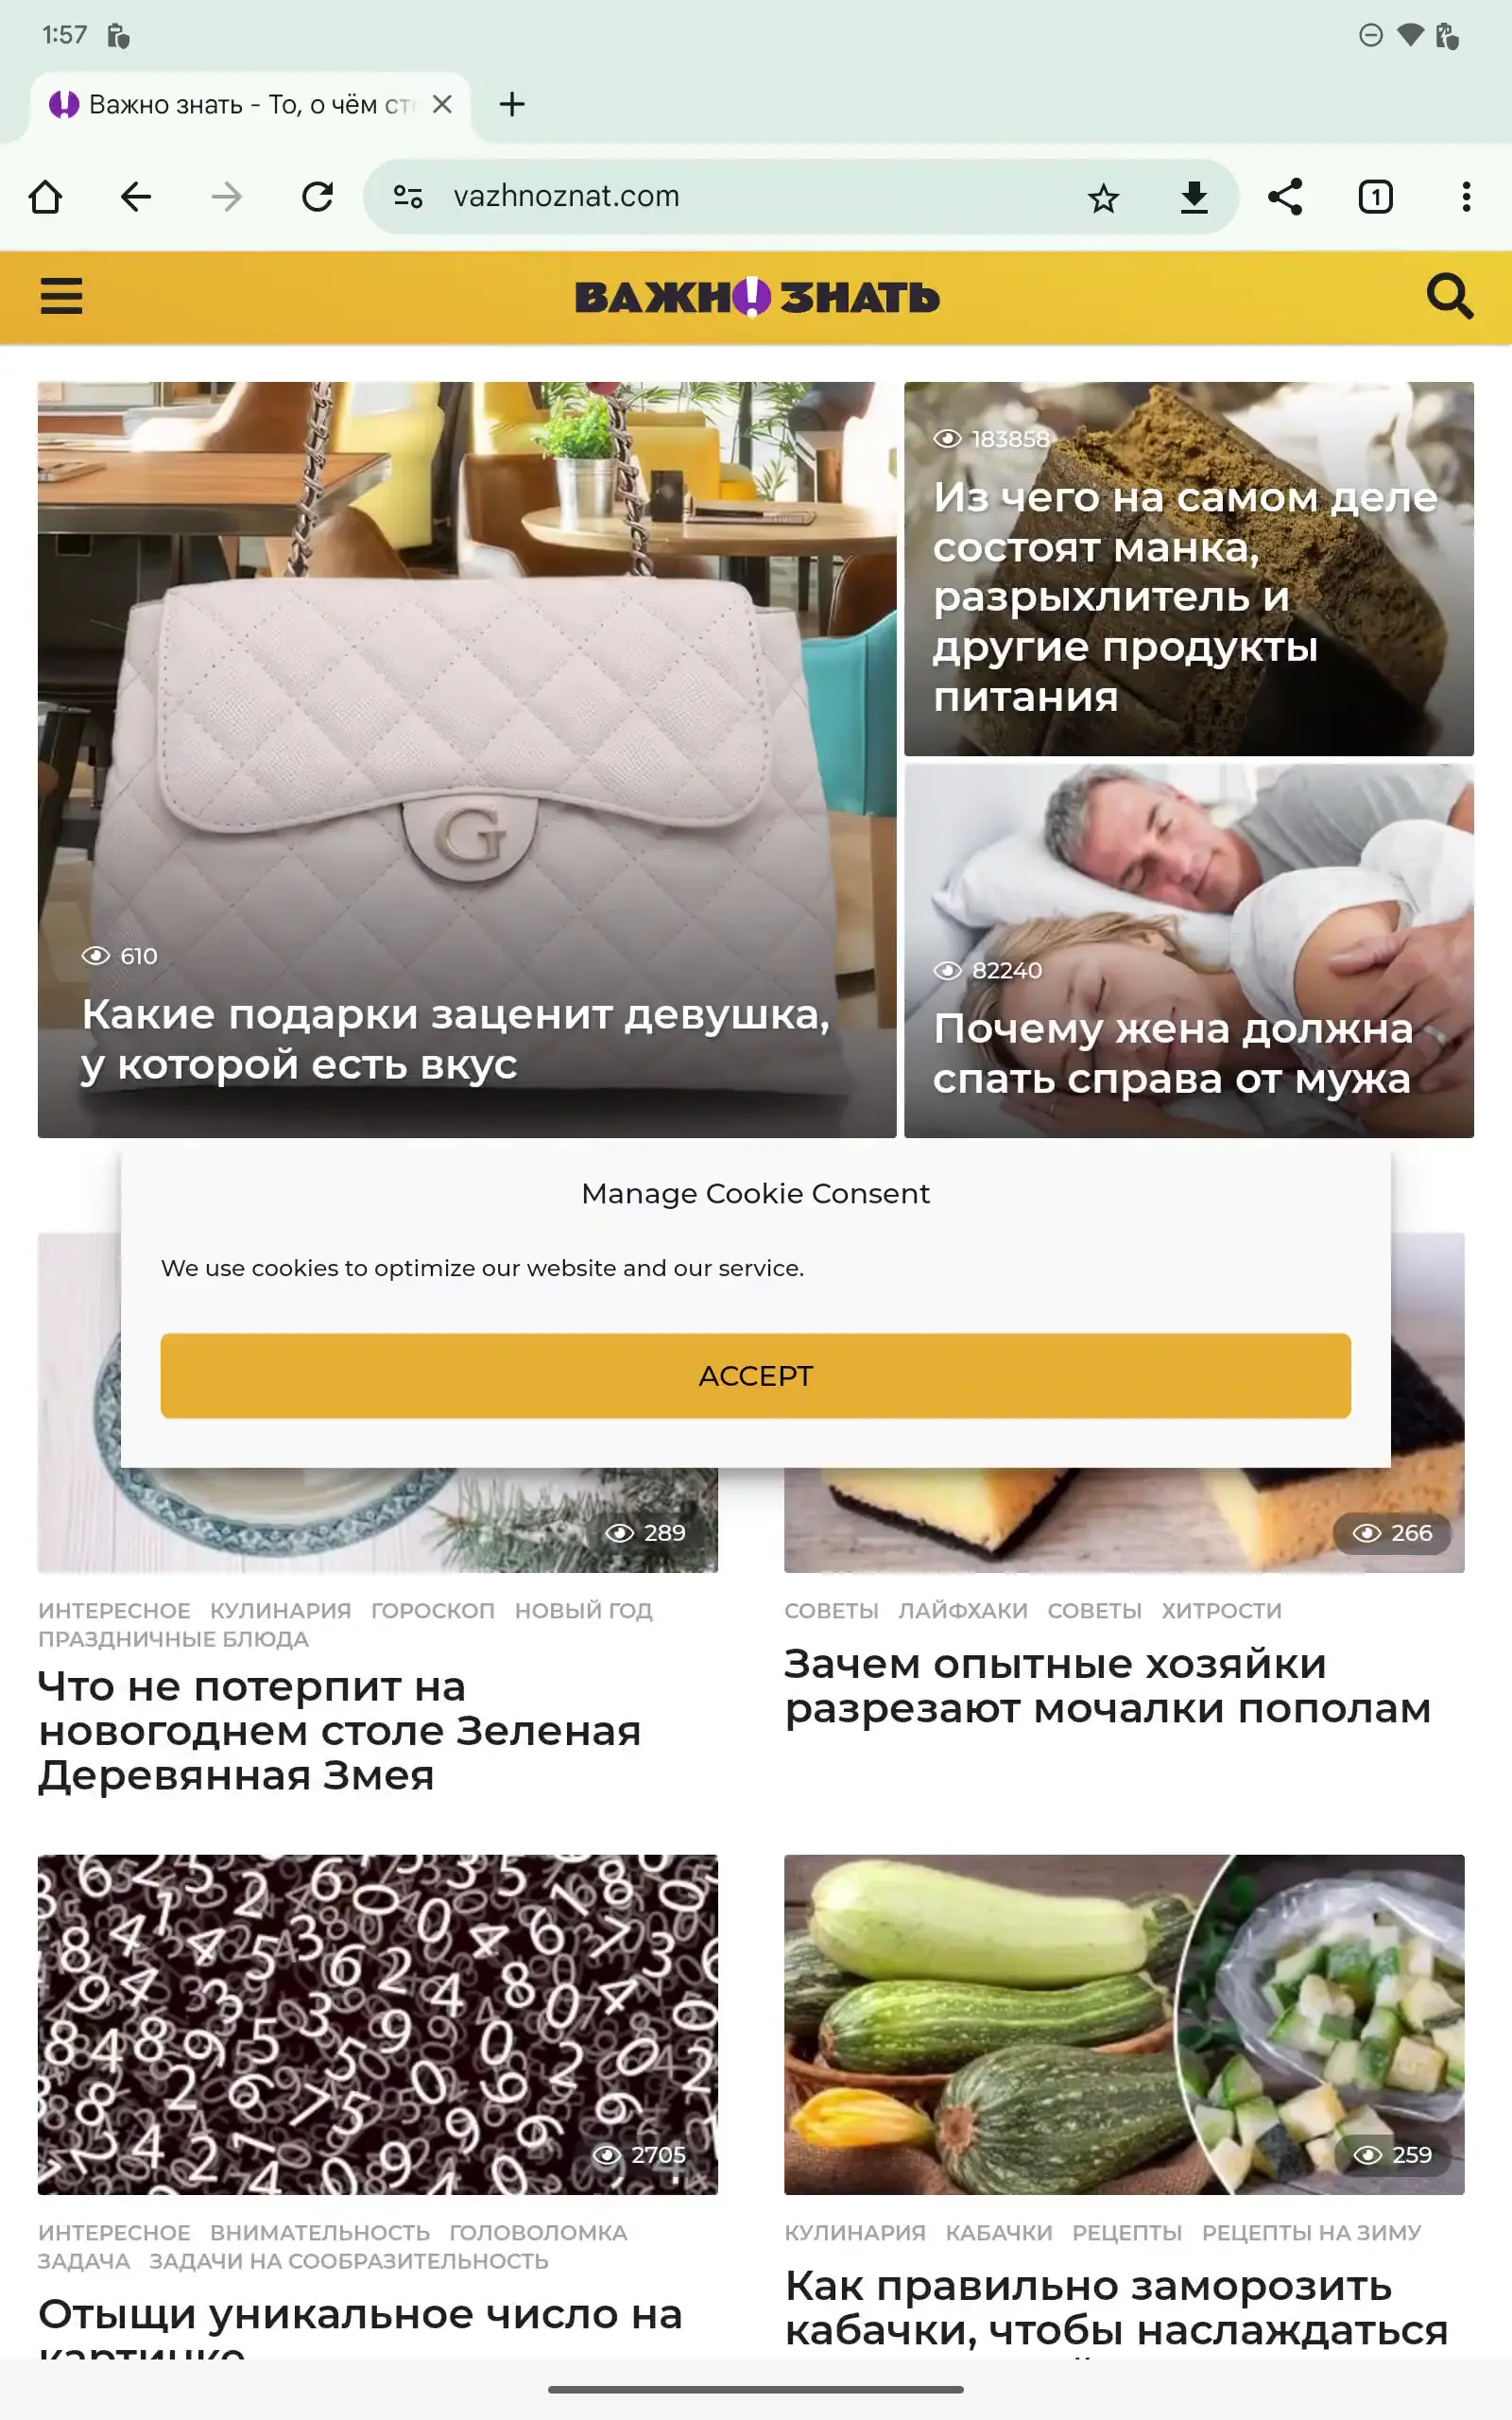 1:57
Важно знать - То, о чём
vazhnoznat.com
1
ВАЖН! ЗНАТЬ
G
610
Какие подарки заценит девушка,
у которой есть вкус
183858
Из чего на самом деле
состоят манка,
разрыхлитель и
другие продукты
питания
82240
Почему жена должна
спать справа от мужа
Manage Cookie Consent
We use cookies to optimize our website and our service.
ACCEPT
289
ИНТЕРЕСНОЕ КУЛИНАРИЯ ГОРОСКОП НОВЫЙ ГОД
ПРАЗДНИЧНЫЕ БЛЮДА
Что не потерпит на
новогоднем столе Зеленая
Деревянная Змея
266
СОВЕТЫ ЛАЙФХАКИ СОВЕТЫ ХИТРОСТИ
Зачем опытные хозяйки
разрезают мочалки пополам
2705
ИНТЕРЕСНОЕ ВНИМАТЕЛЬНОСТЬ ГОЛОВОЛОМКА
ЗАДАЧА ЗАДАЧИ НА СООБРАЗИТЕЛЬНОСТЬ
Отыщи уникальное число на
259
КУЛИНАРИЯ КАБАЧКИ РЕЦЕПТЫ РЕЦЕПТЫ НА ЗИМУ
Как правильно заморозить
кабачки, чтобы наслаждаться